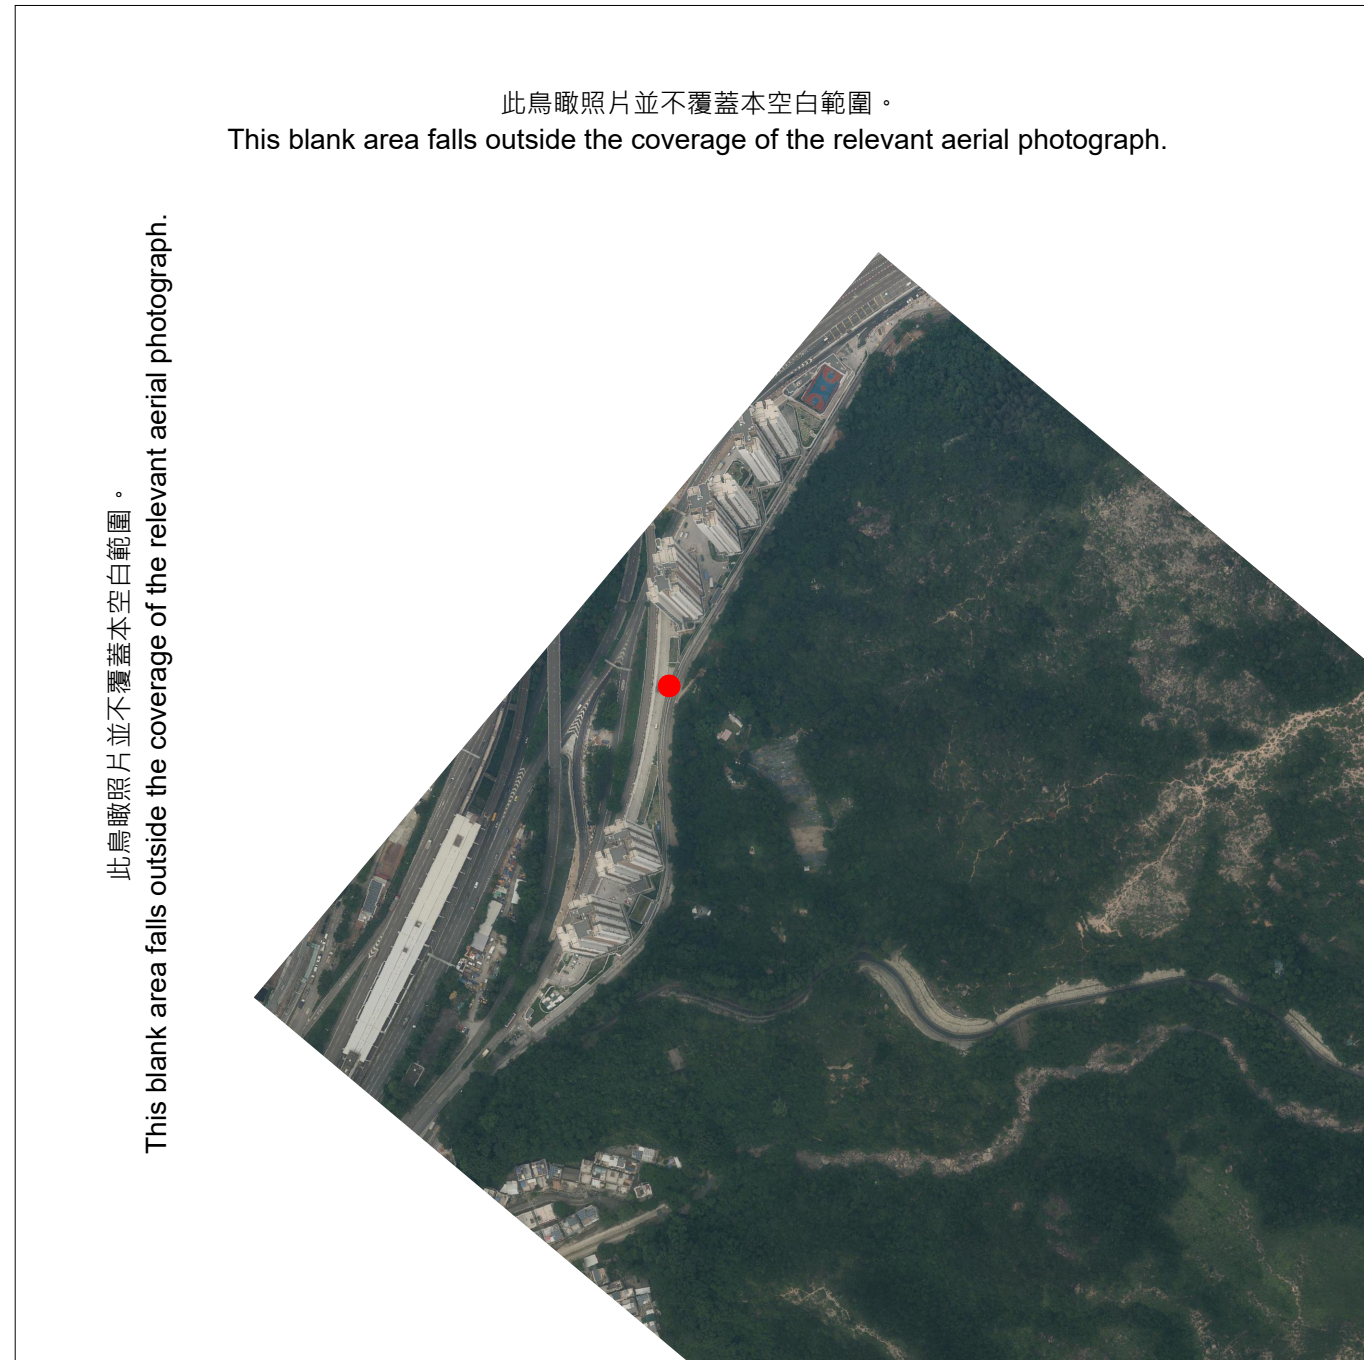 此鳥瞰照片並不覆蓋本空白範圍。
This blank area falls outside the coverage of the relevant aerial photograph.
此鳥瞰照片並不覆蓋本空白範圍。
This blank area falls outside the coverage of the relevant aerial photograph.